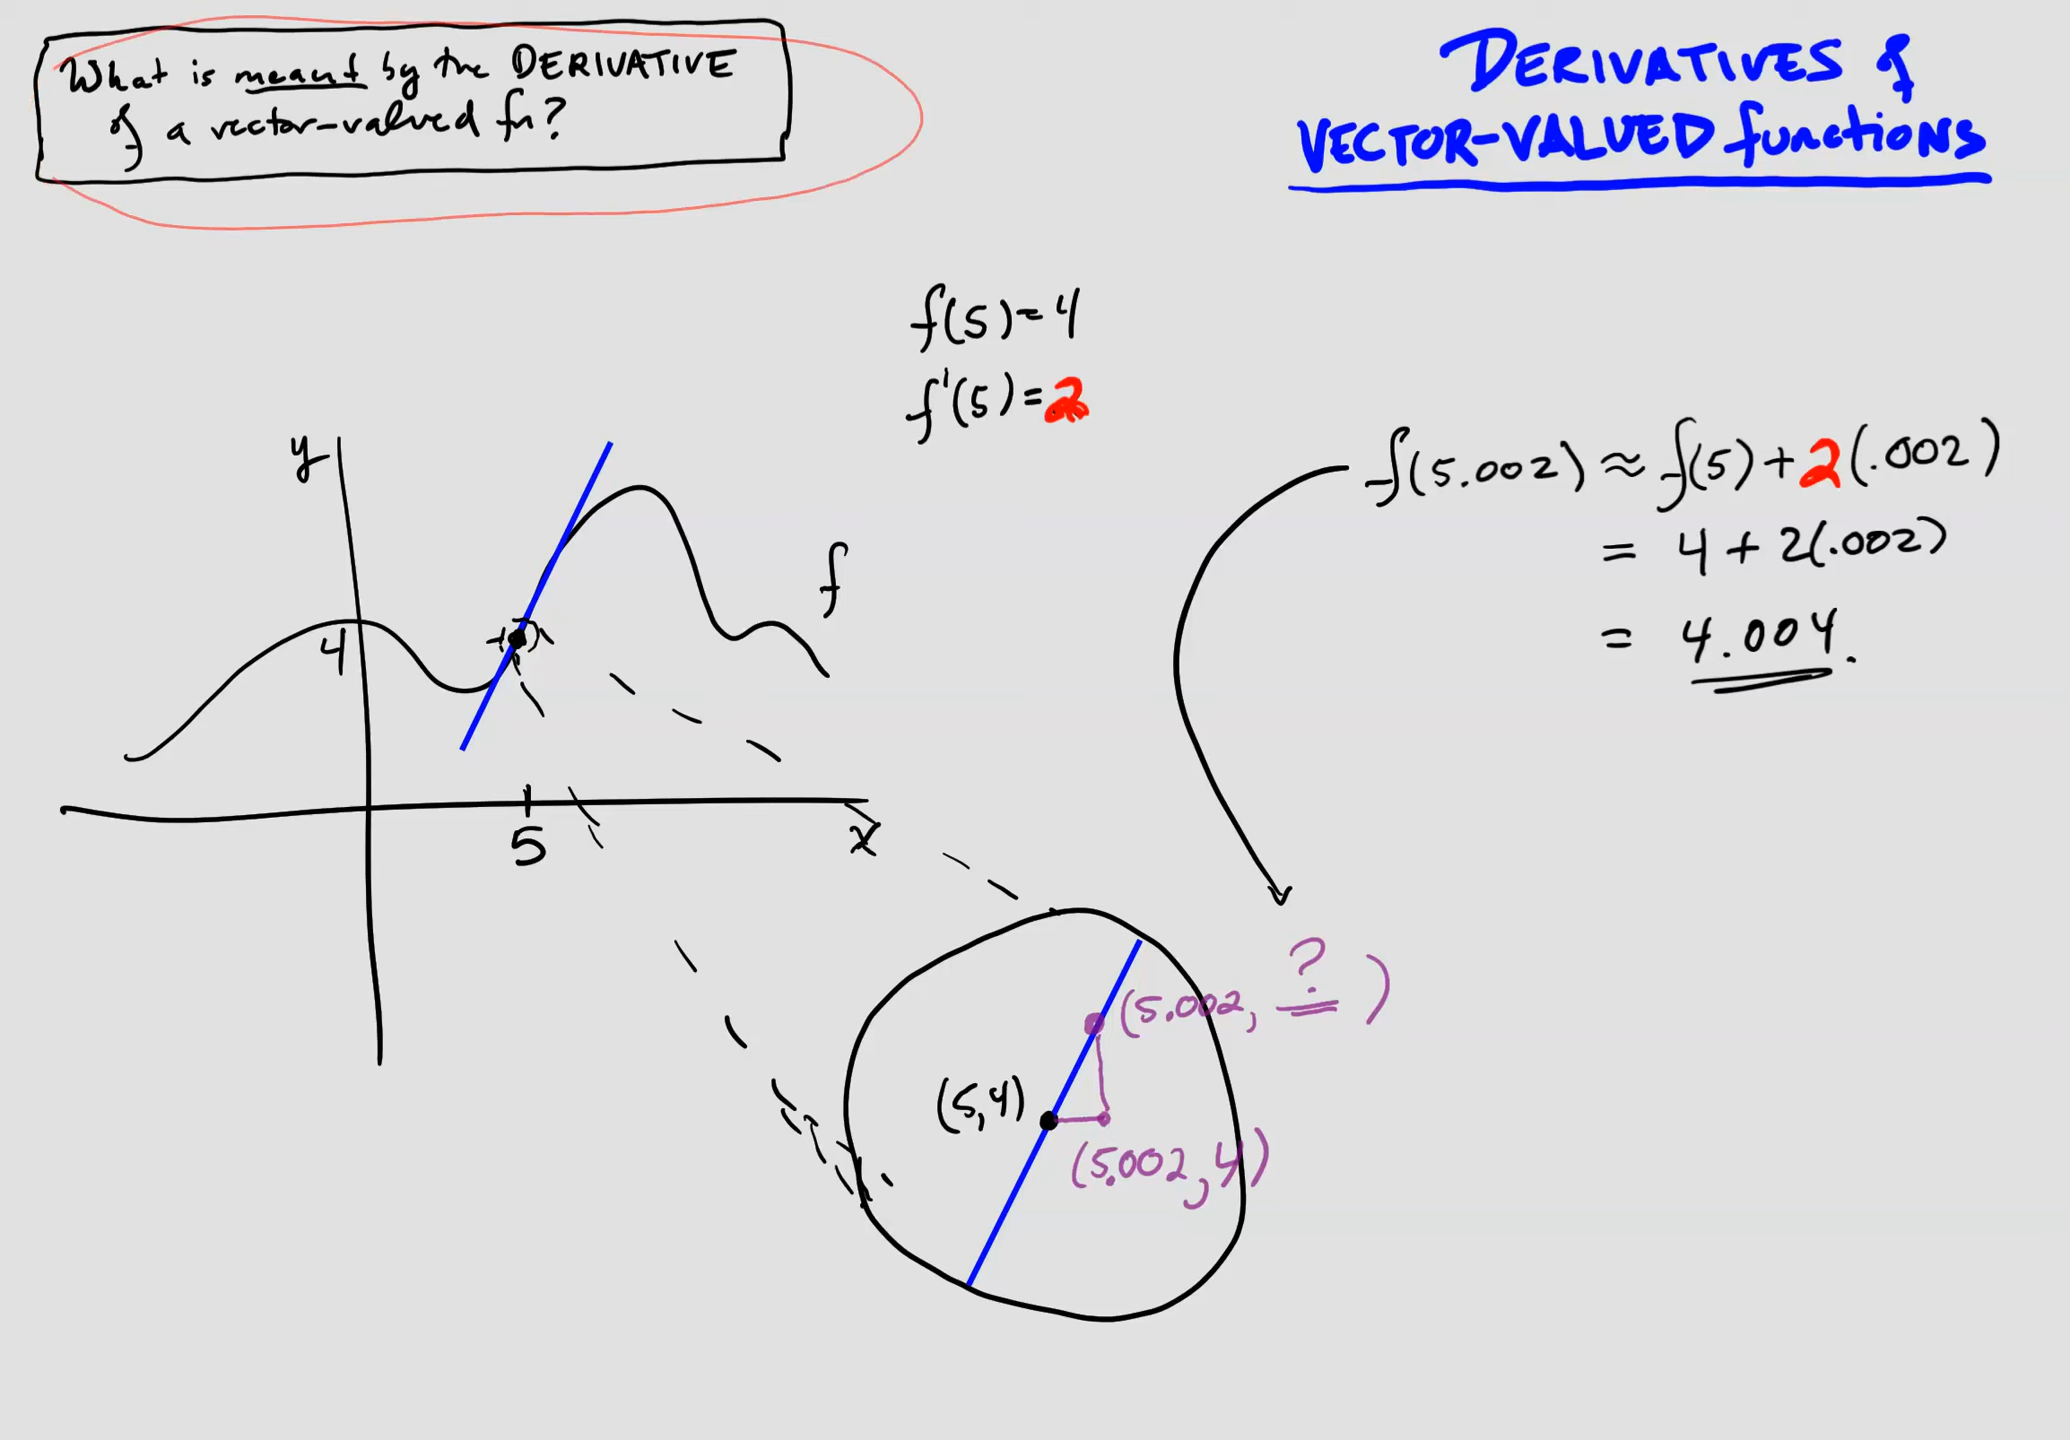 What is meant by the DERIVATIVE
of a vector-valued fn?
DERIVATIVES of
VECTOR-VALUED functions
f(5)=4
f'(5)=2
f(5.002) ≈ f(5)+2(.002)
= 4+2(.002)
= 4.004.
y
f
4
5
x
(5.002, ? )
(5,4)
(5.002,4)